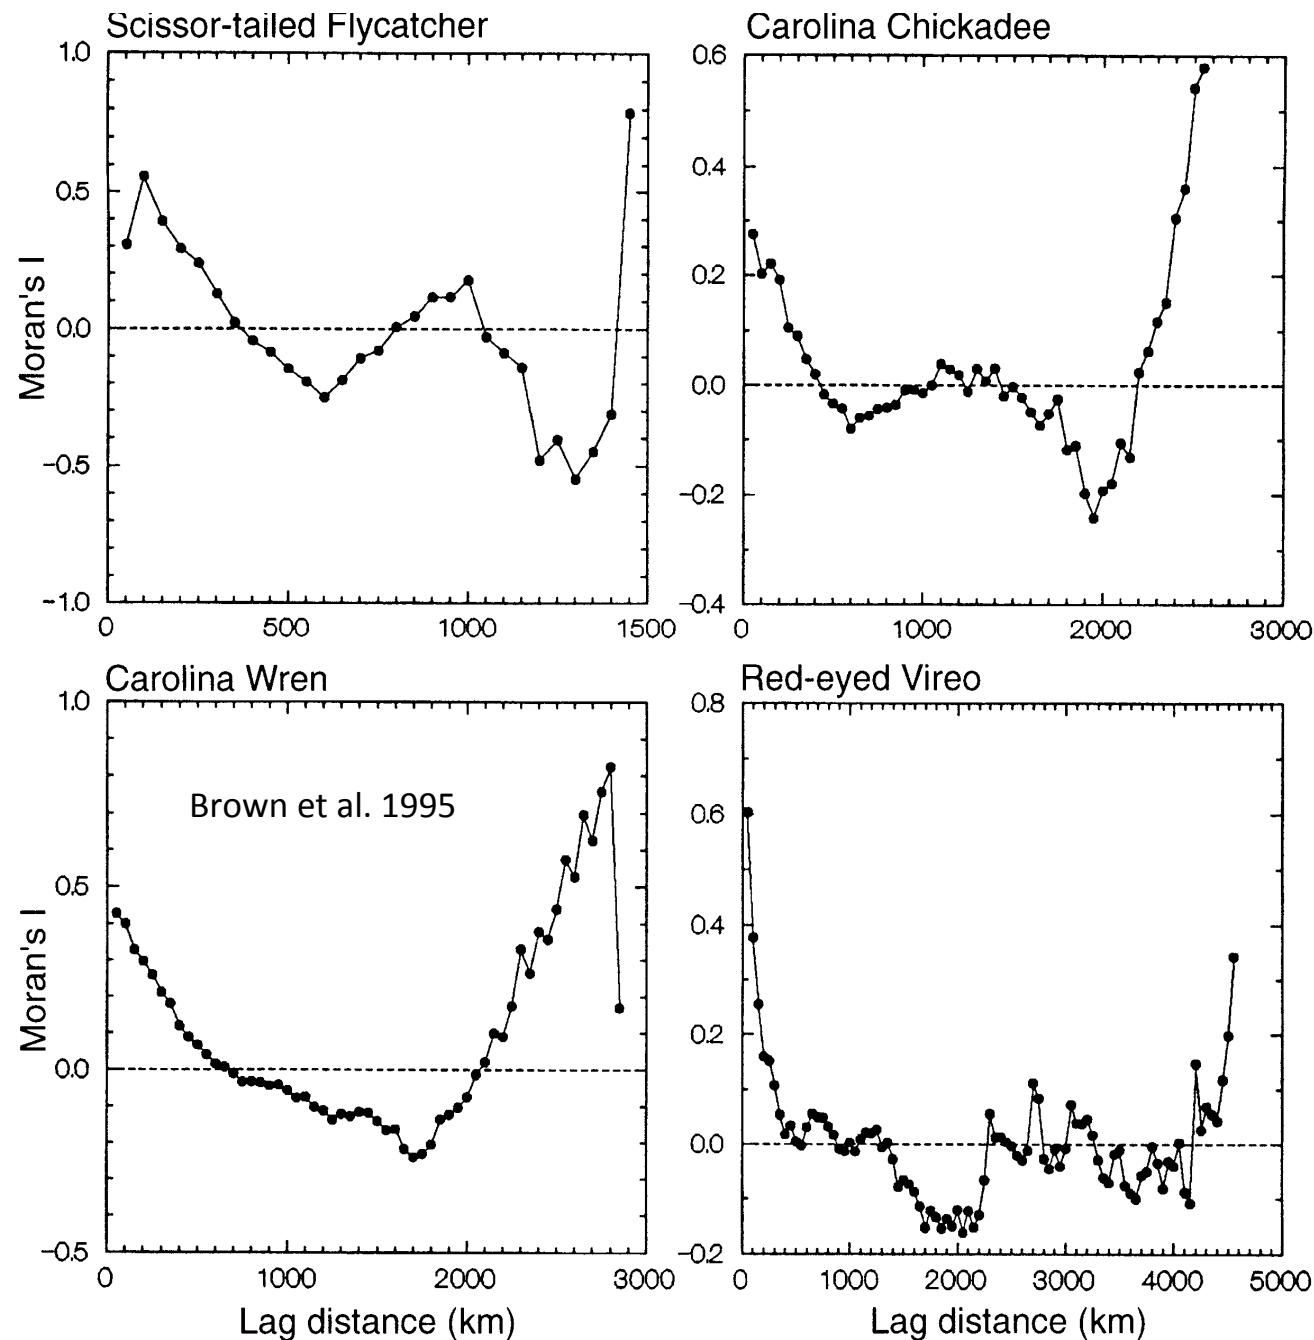 Scissor-tailed Flycatcher
1.0
0.5
0.0
-0.5
-1.0
0 500 1000 1500
Moran's I
Carolina Chickadee
0.6
0.4
0.2
0.0
-0.2
-0.4
0 1000 2000 3000
Carolina Wren
1.0
0.5
0.0
-0.5
0 1000 2000 3000
Moran's I
Lag distance (km)
Brown et al. 1995
Red-eyed Vireo
0.8
0.6
0.4
0.2
0.0
-0.2
0 1000 2000 3000 4000 5000
Lag distance (km)